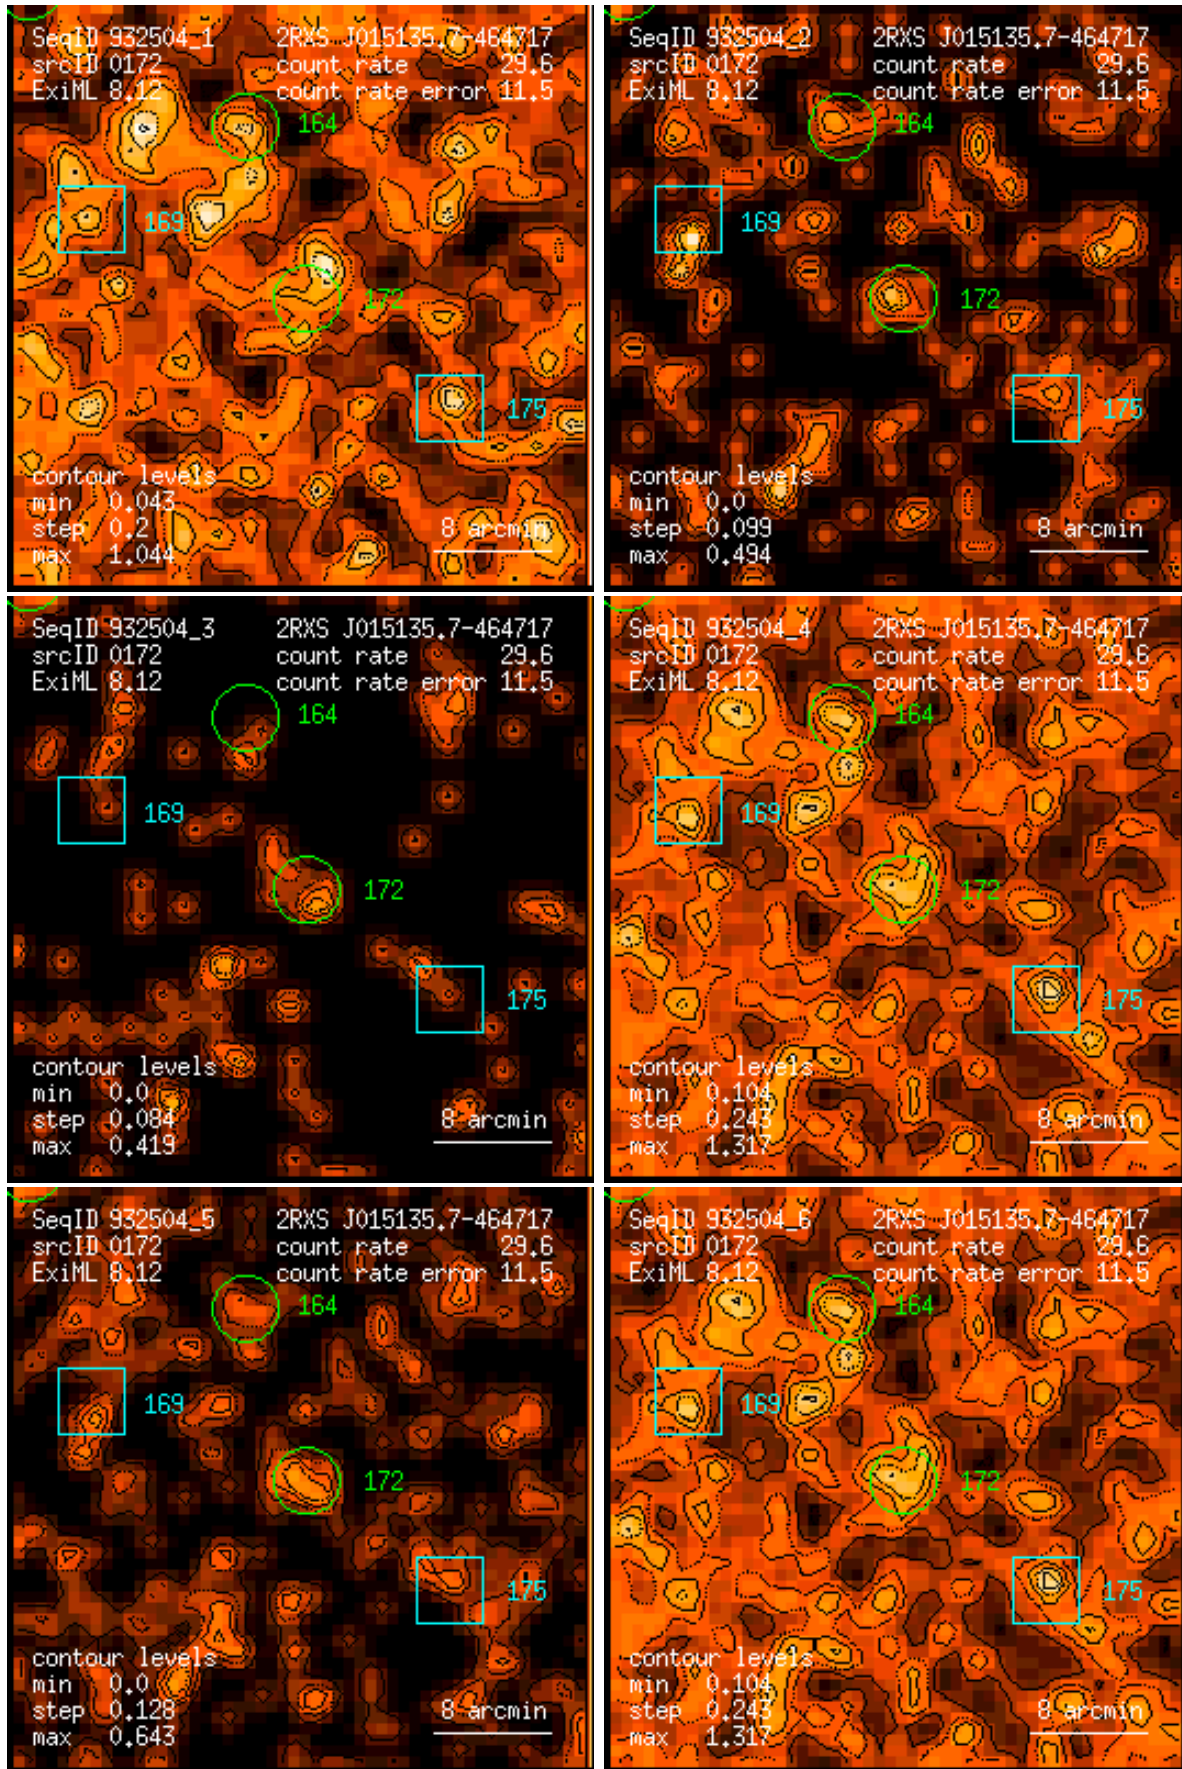 SeqID 932504_1 2RXS J015135.7-464717
srcID 0172 count rate 29.6
ExiML 8.12 count rate error 11.5
164
169
172
175
contour levels
min 0.043
step 0.2 8 arcmin
max 1.044
SeqID 932504_2 2RXS J015135.7-464717
srcID 0172 count rate 29.6
ExiML 8.12 count rate error 11.5
164
169
172
175
contour levels
min 0.0
step 0.099 8 arcmin
max 0.494
SeqID 932504_3 2RXS J015135.7-464717
srcID 0172 count rate 29.6
ExiML 8.12 count rate error 11.5
164
169
172
175
contour levels
min 0.0
step 0.084 8 arcmin
max 0.419
SeqID 932504_4 2RXS J015135.7-464717
srcID 0172 count rate 29.6
ExiML 8.12 count rate error 11.5
164
169
172
175
contour levels
min 0.104
step 0.243 8 arcmin
max 1.317
SeqID 932504_5 2RXS J015135.7-464717
srcID 0172 count rate 29.6
ExiML 8.12 count rate error 11.5
164
169
172
175
contour levels
min 0.0
step 0.128 8 arcmin
max 0.643
SeqID 932504_6 2RXS J015135.7-464717
srcID 0172 count rate 29.6
ExiML 8.12 count rate error 11.5
164
169
172
175
contour levels
min 0.104
step 0.243 8 arcmin
max 1.317